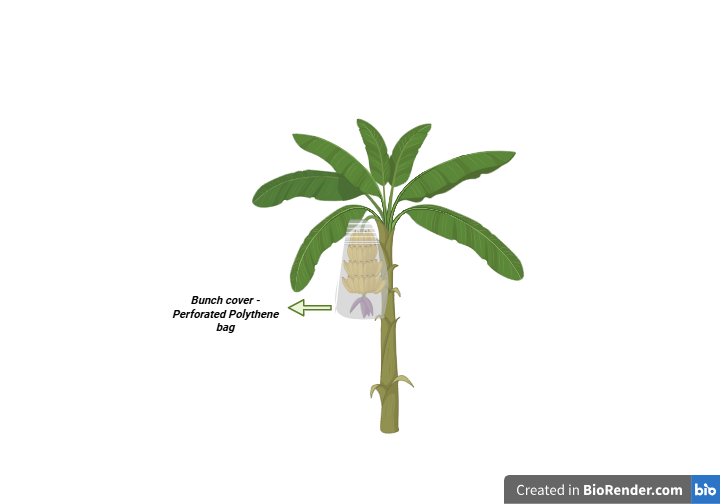 Bunch cover -
Perforated Polythene
bag
Created in BioRender.com bio